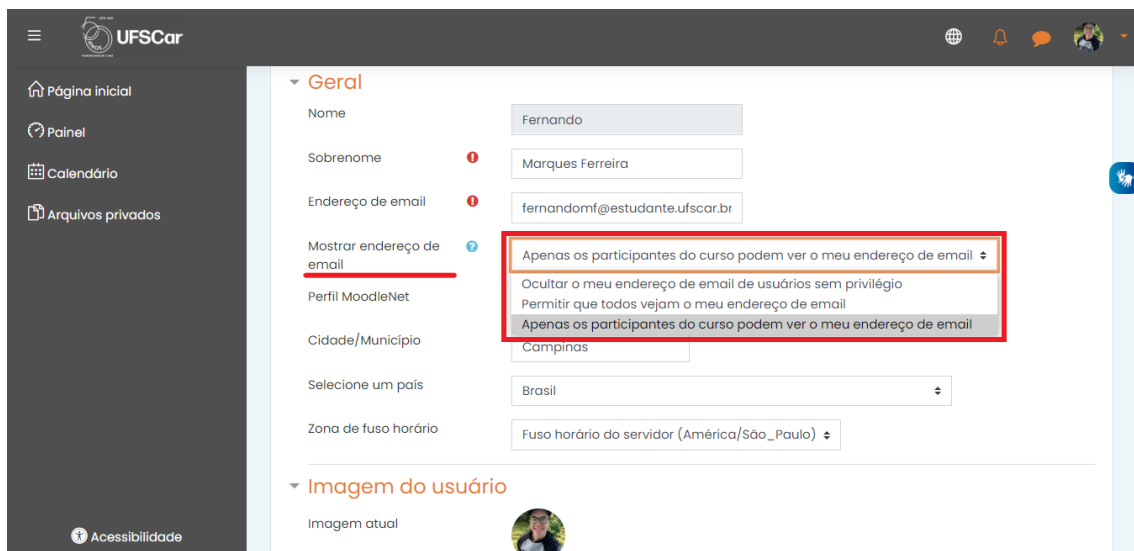 UFSCar
Página inicial
Painel
Calendário
Arquivos privados
Acessibilidade
Geral
Nome
Fernando
Sobrenome
Marques Ferreira
Endereço de email
fernandomf@estudante.ufscar.br
Mostrar endereço de
email
Apenas os participantes do curso podem ver o meu endereço de email
Ocultar o meu endereço de email de usuários sem privilégio
Permitir que todos vejam o meu endereço de email
Apenas os participantes do curso podem ver o meu endereço de email
Perfil MoodleNet
Cidade/Município
Campinas
Selecione um país
Brasil
Zona de fuso horário
Fuso horário do servidor (América/São_Paulo)
Imagem do usuário
Imagem atual